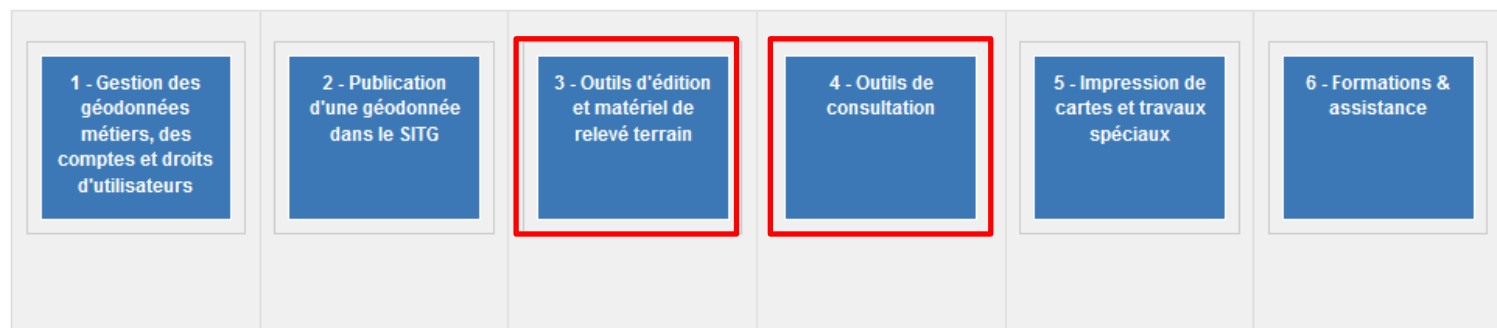 1 - Gestion des
géodonnées
métiers, des
comptes et droits
d'utilisateurs
2 - Publication
d'une géodonnée
dans le SITG
3 - Outils d'édition
et matériel de
relevé terrain
4 - Outils de
consultation
5 - Impression de
cartes et travaux
spéciaux
6 - Formations &
assistance